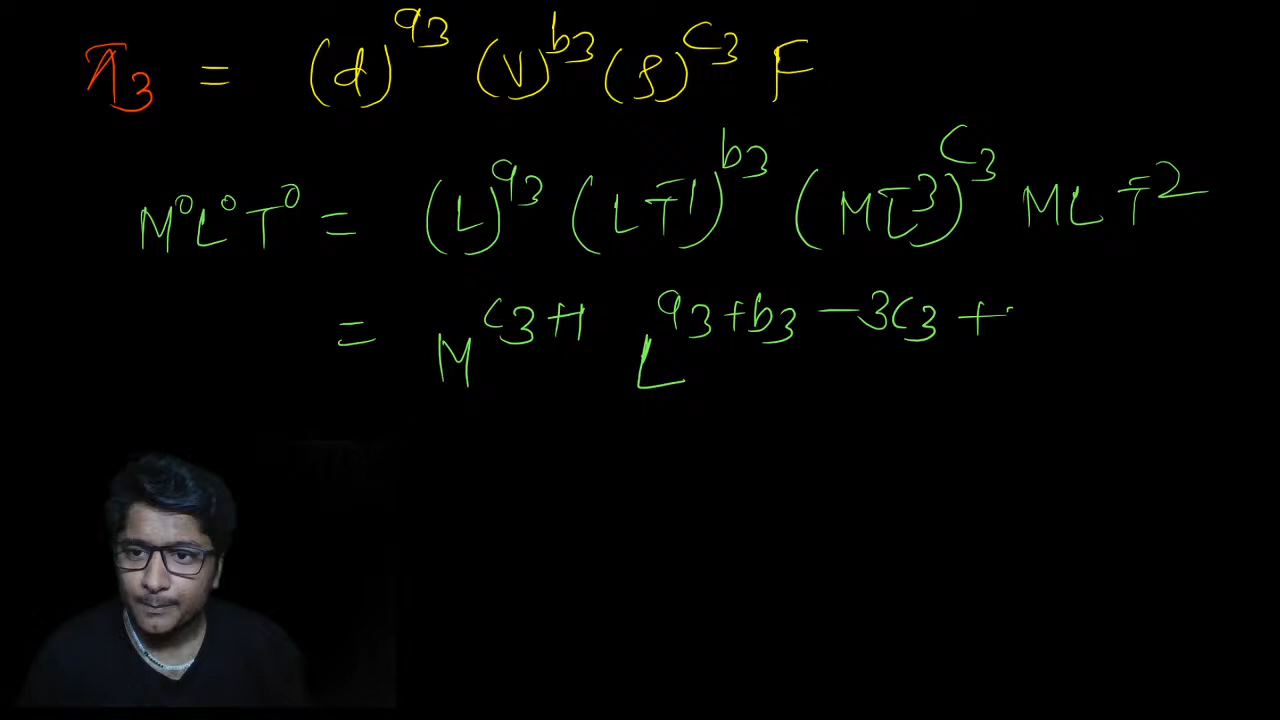 π₃ = (d)^a₃ (V)^b₃ (ρ)^c₃ F
M⁰L⁰T⁰ = (L)^a₃ (LT⁻¹)^b₃ (ML⁻³)^c₃ MLT⁻²
= M^c₃+1 L^a₃+b₃-3c₃+